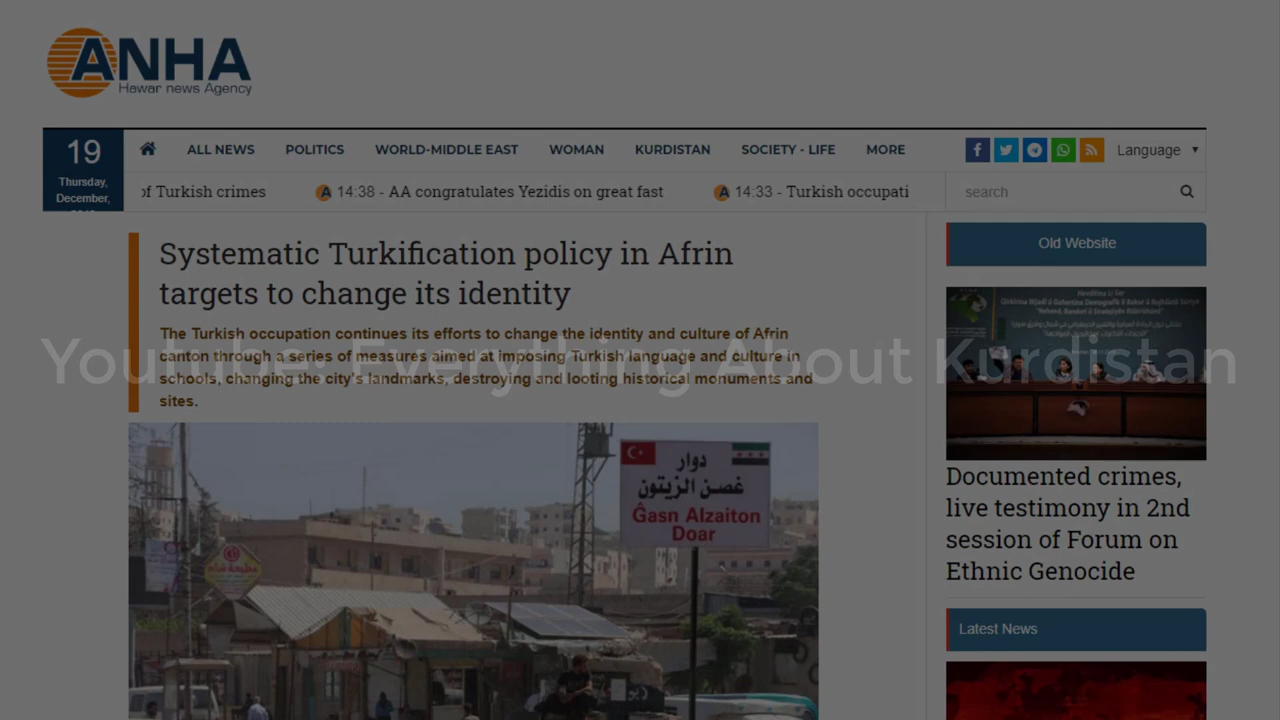 ANHA
Hawar news Agency
19
Thursday,
December,
ALL NEWS
POLITICS
WORLD-MIDDLE EAST
WOMAN
KURDISTAN
SOCIETY - LIFE
MORE
Language
of Turkish crimes
14:38 - AA congratulates Yezidis on great fast
14:33 - Turkish occupati
search
Systematic Turkification policy in Afrin
targets to change its identity
The Turkish occupation continues its efforts to change the identity and culture of Afrin
canton through a series of measures aimed at imposing Turkish language and culture in
schools, changing the city's landmarks, destroying and looting historical monuments and
sites.
Youtube: Everything About Kurdistan
دوار
غصن الزيتون
Ĝasn Alzaiton
Doar
Old Website
Documented crimes,
live testimony in 2nd
session of Forum on
Ethnic Genocide
Latest News